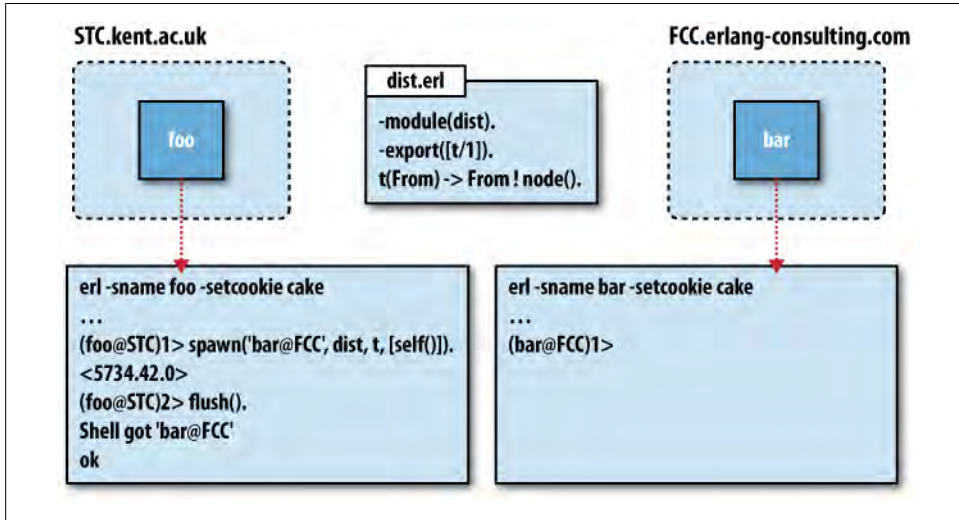 STC.kent.ac.uk
FCC.erlang-consulting.com
foo
dist.erl
-module(dist).
-export([t/1]).
t(From) -> From ! node().
bar
erl -sname foo -setcookie cake
…
(foo@STC)1> spawn('bar@FCC', dist, t, [self()]).
<5734.42.0>
(foo@STC)2> flush().
Shell got 'bar@FCC'
ok
erl -sname bar -setcookie cake
…
(bar@FCC)1>